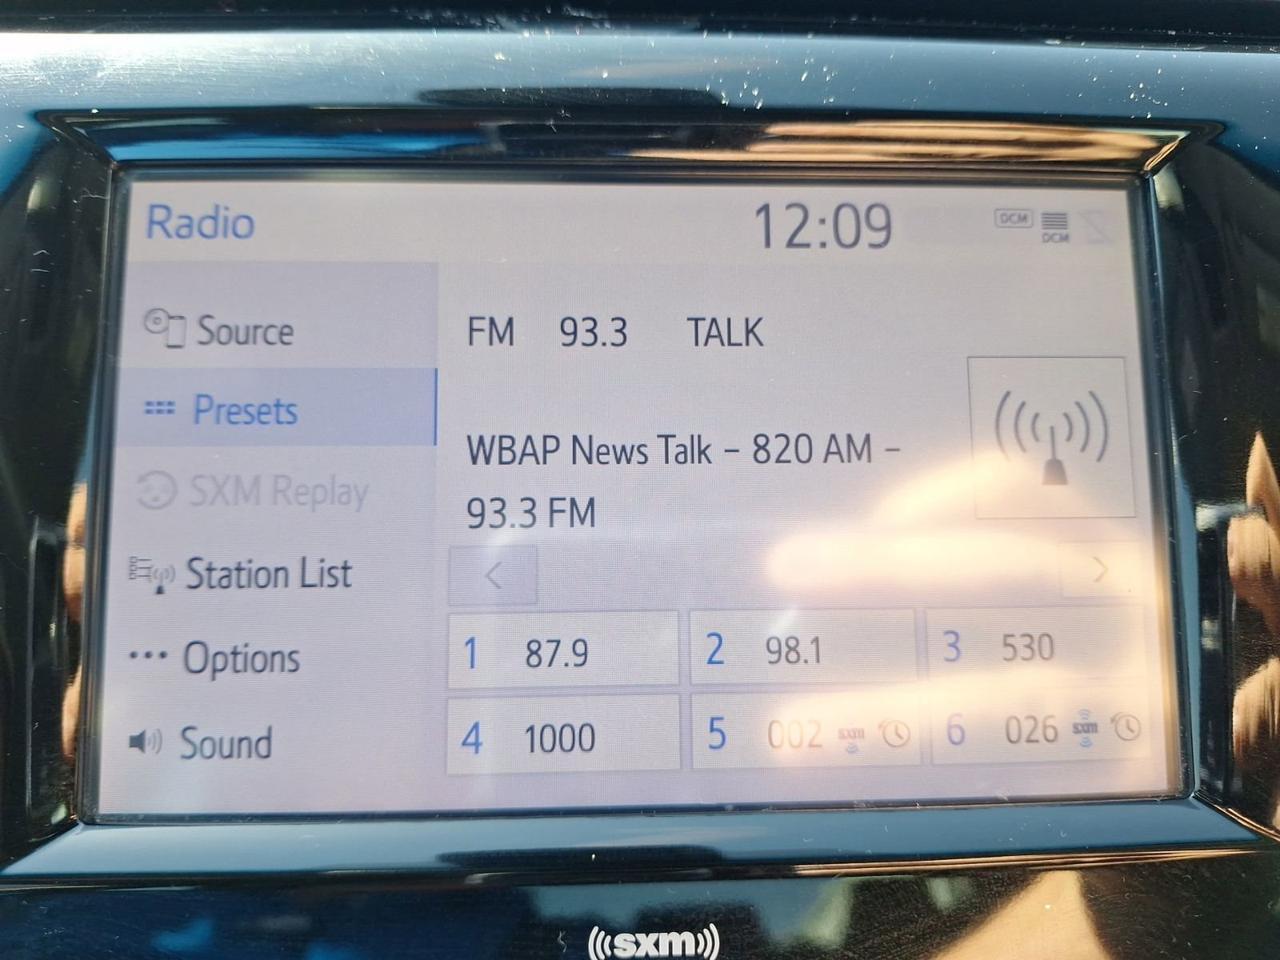 Radio
12:09
DCM
DCM
Source
Presets
SXM Replay
Station List
Options
Sound
FM 93.3 TALK
WBAP News Talk – 820 AM –
93.3 FM
1 87.9
2 98.1
3 530
4 1000
5 002 sxm
6 026 sxm
((sxm))